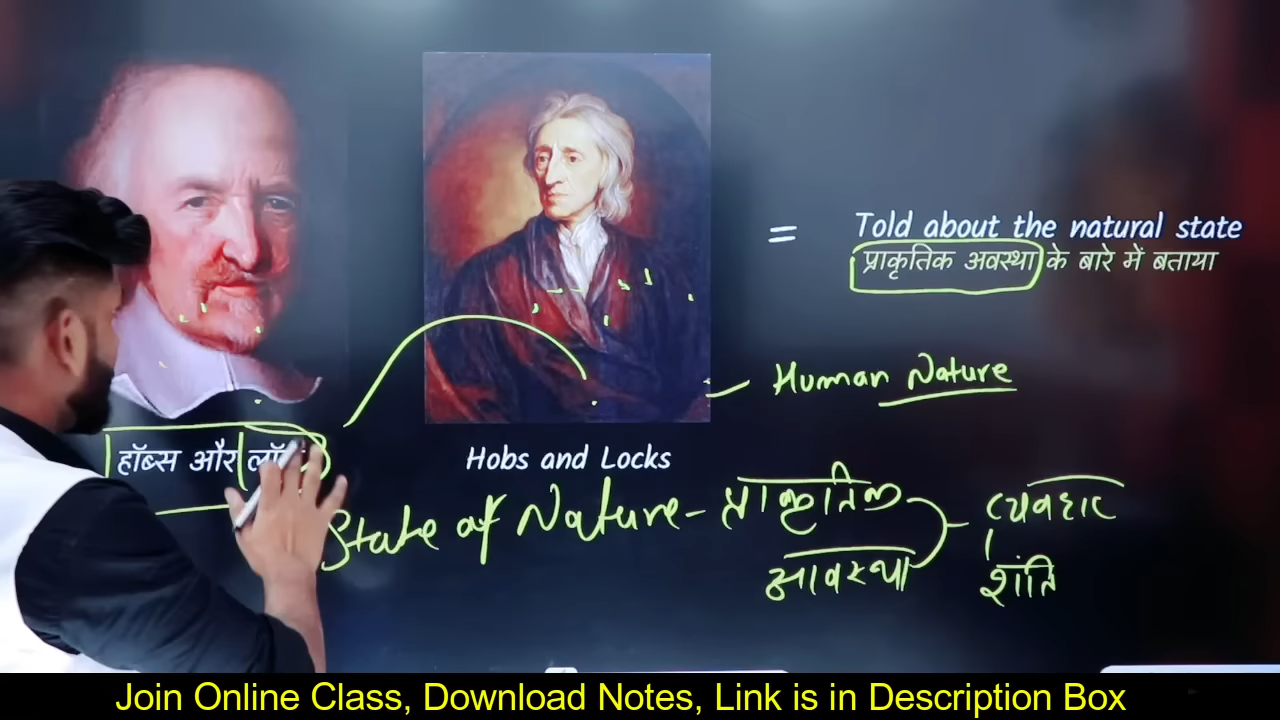 = Told about the natural state
प्राकृतिक अवस्था के बारे में बताया
Human Nature
हॉब्स और
Hobs and Locks
State of Nature - प्राकृतिक
आवस्था
व्यवहार
शांति
Join Online Class, Download Notes, Link is in Description Box